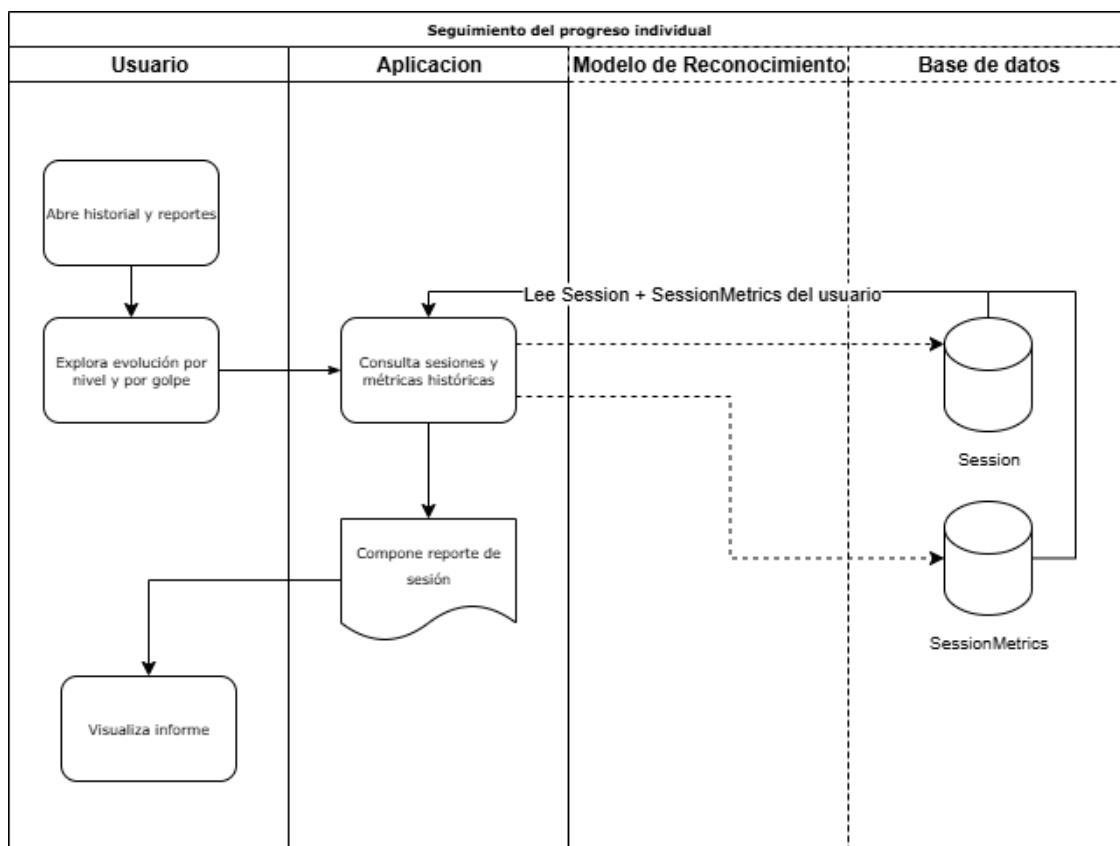 Seguimiento del progreso individual
Usuario
Aplicacion
Modelo de Reconocimiento
Base de datos
Abre historial y reportes
Lee Session + SessionMetrics del usuario
Explora evolución por
nivel y por golpe
Consulta sesiones y
métricas históricas
Session
Compone reporte de
sesión
SessionMetrics
Visualiza informe